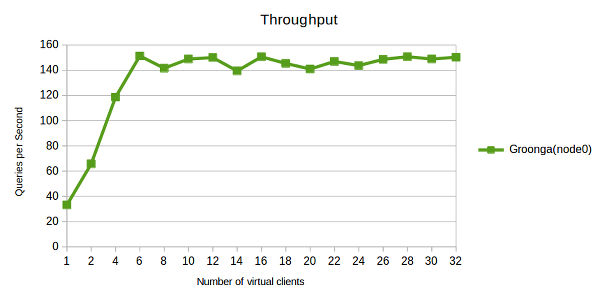 Throughput
160
140
120
100
80
60
40
20
0
Queries per Second
1 2 4 6 8 10 12 14 16 18 20 22 24 26 28 30 32
Number of virtual clients
Groonga(node0)